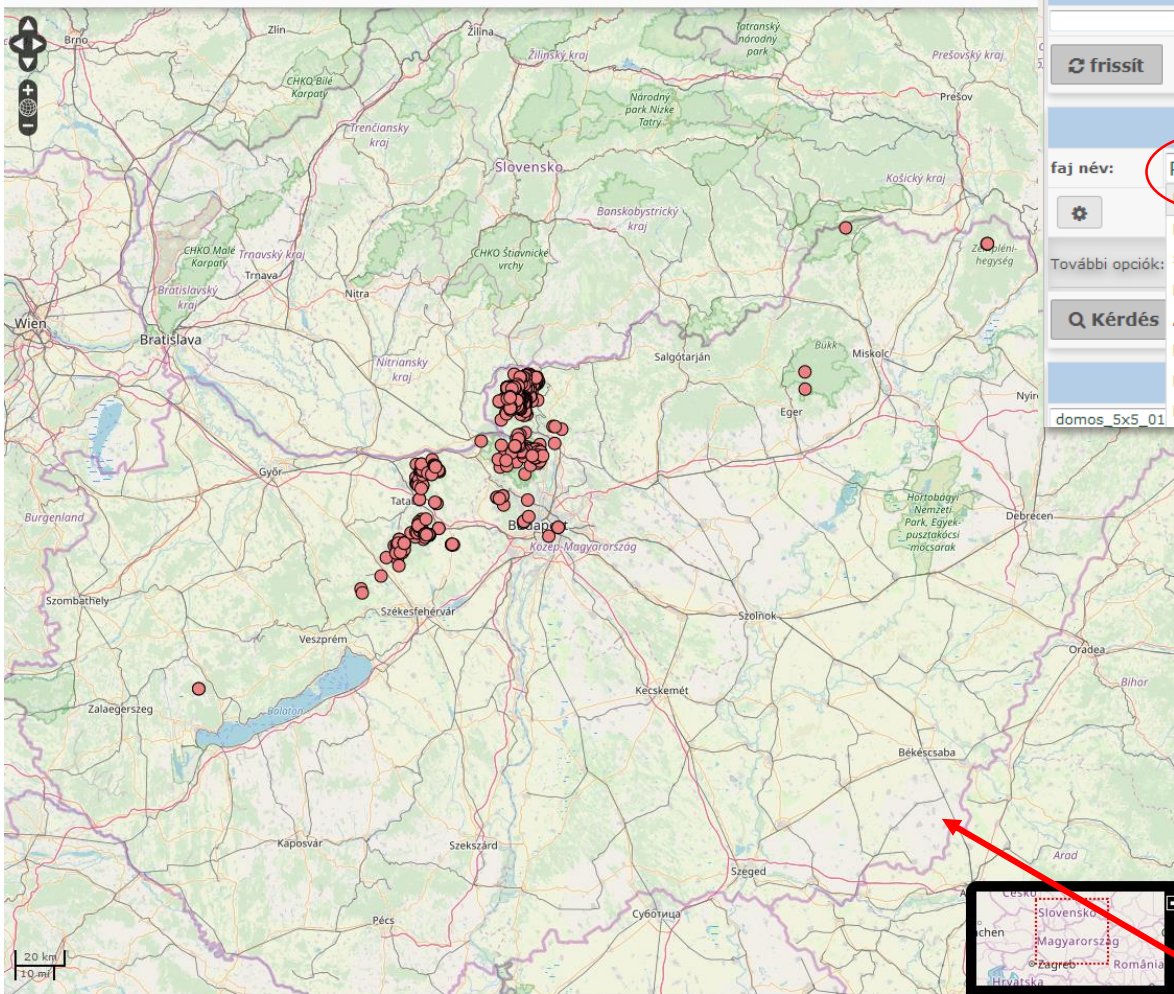 Brno
Zlín
Žilina
Tatranský
národný
park
Prešovský kraj
Žilinský kraj
CHKO Bílé
Karpaty
Národný
park Nízke
Tatry
Prešov
Trenčiansky
kraj
Slovensko
Košický kraj
Banskobystrický
kraj
CHKO Malé
Karpaty
Trnavský kraj
Trnava
CHKO Štiavnické
vrchy
Bratislavský
kraj
Nitra
Wien
Bratislava
Nitriansky
kraj
Salgótarján
Bükk
Miskolc
Eger
Győr
Hortobágyi
Nemzeti
Park, Egyek-
pusztakócsi
mocsarak
Debrecen
Burgenland
Közép-Magyarország
Szombathely
Székesfehérvár
Szolnok
Veszprém
Oradea
Bihor
Kecskemét
Zalaegerszeg
Balaton
Békéscsaba
Kaposvár
Szekszárd
Arad
Szeged
Суботица
Pécs
20 km
10 mi
frissít
faj név:
További opciók:
Kérdés
domos_5x5_01
Slovensko
Magyarország
Zagreb
România
Hrvatska